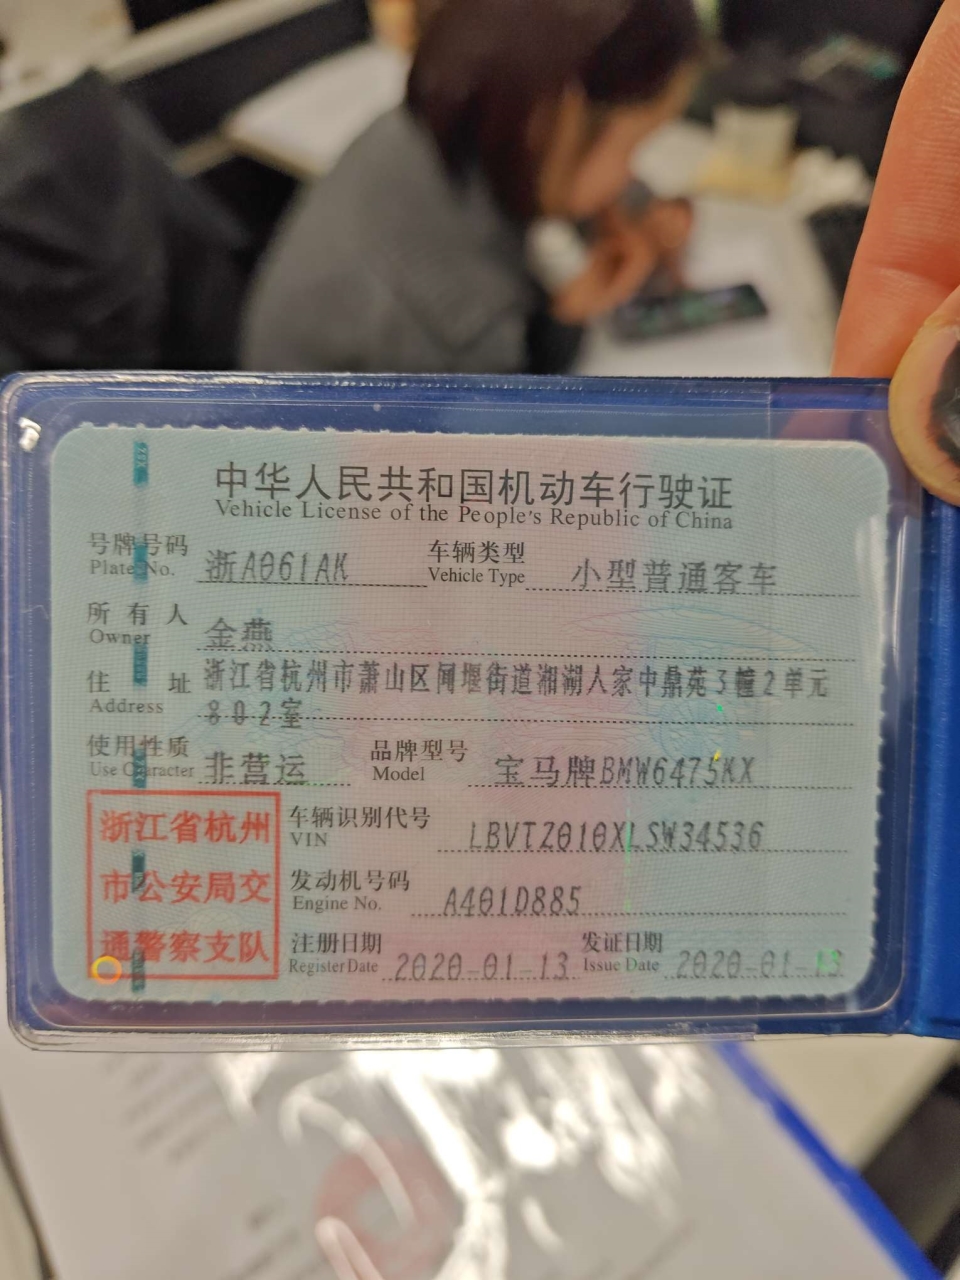 中华人民共和国机动车行驶证
Vehicle License of the People's Republic of China
号牌号码 浙A061AK 车辆类型 小型普通客车
Plate No. Vehicle Type
所有人 金燕
Owner
住址 浙江省杭州市萧山区闻堰街道湘湖人家中鼎苑3幢2单元
Address 802室
使用性质 非营运 品牌型号 宝马牌BMW6475KX
Use Character Model
浙江省杭州
市公安局交
通警察支队
车辆识别代号 LBVTZ010XLSW34536
VIN
发动机号码 A401D885
Engine No.
注册日期 2020-01-13 发证日期 2020-01-13
Register Date Issue Date